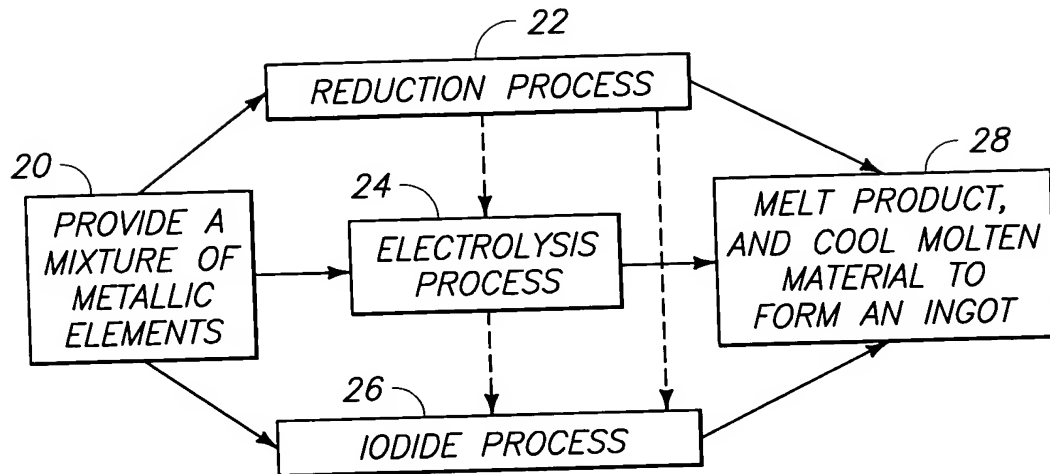 22
REDUCTION PROCESS
20
PROVIDE A
MIXTURE OF
METALLIC
ELEMENTS
24
ELECTROLYSIS
PROCESS
28
MELT PRODUCT,
AND COOL MOLTEN
MATERIAL TO
FORM AN INGOT
26
IODIDE PROCESS